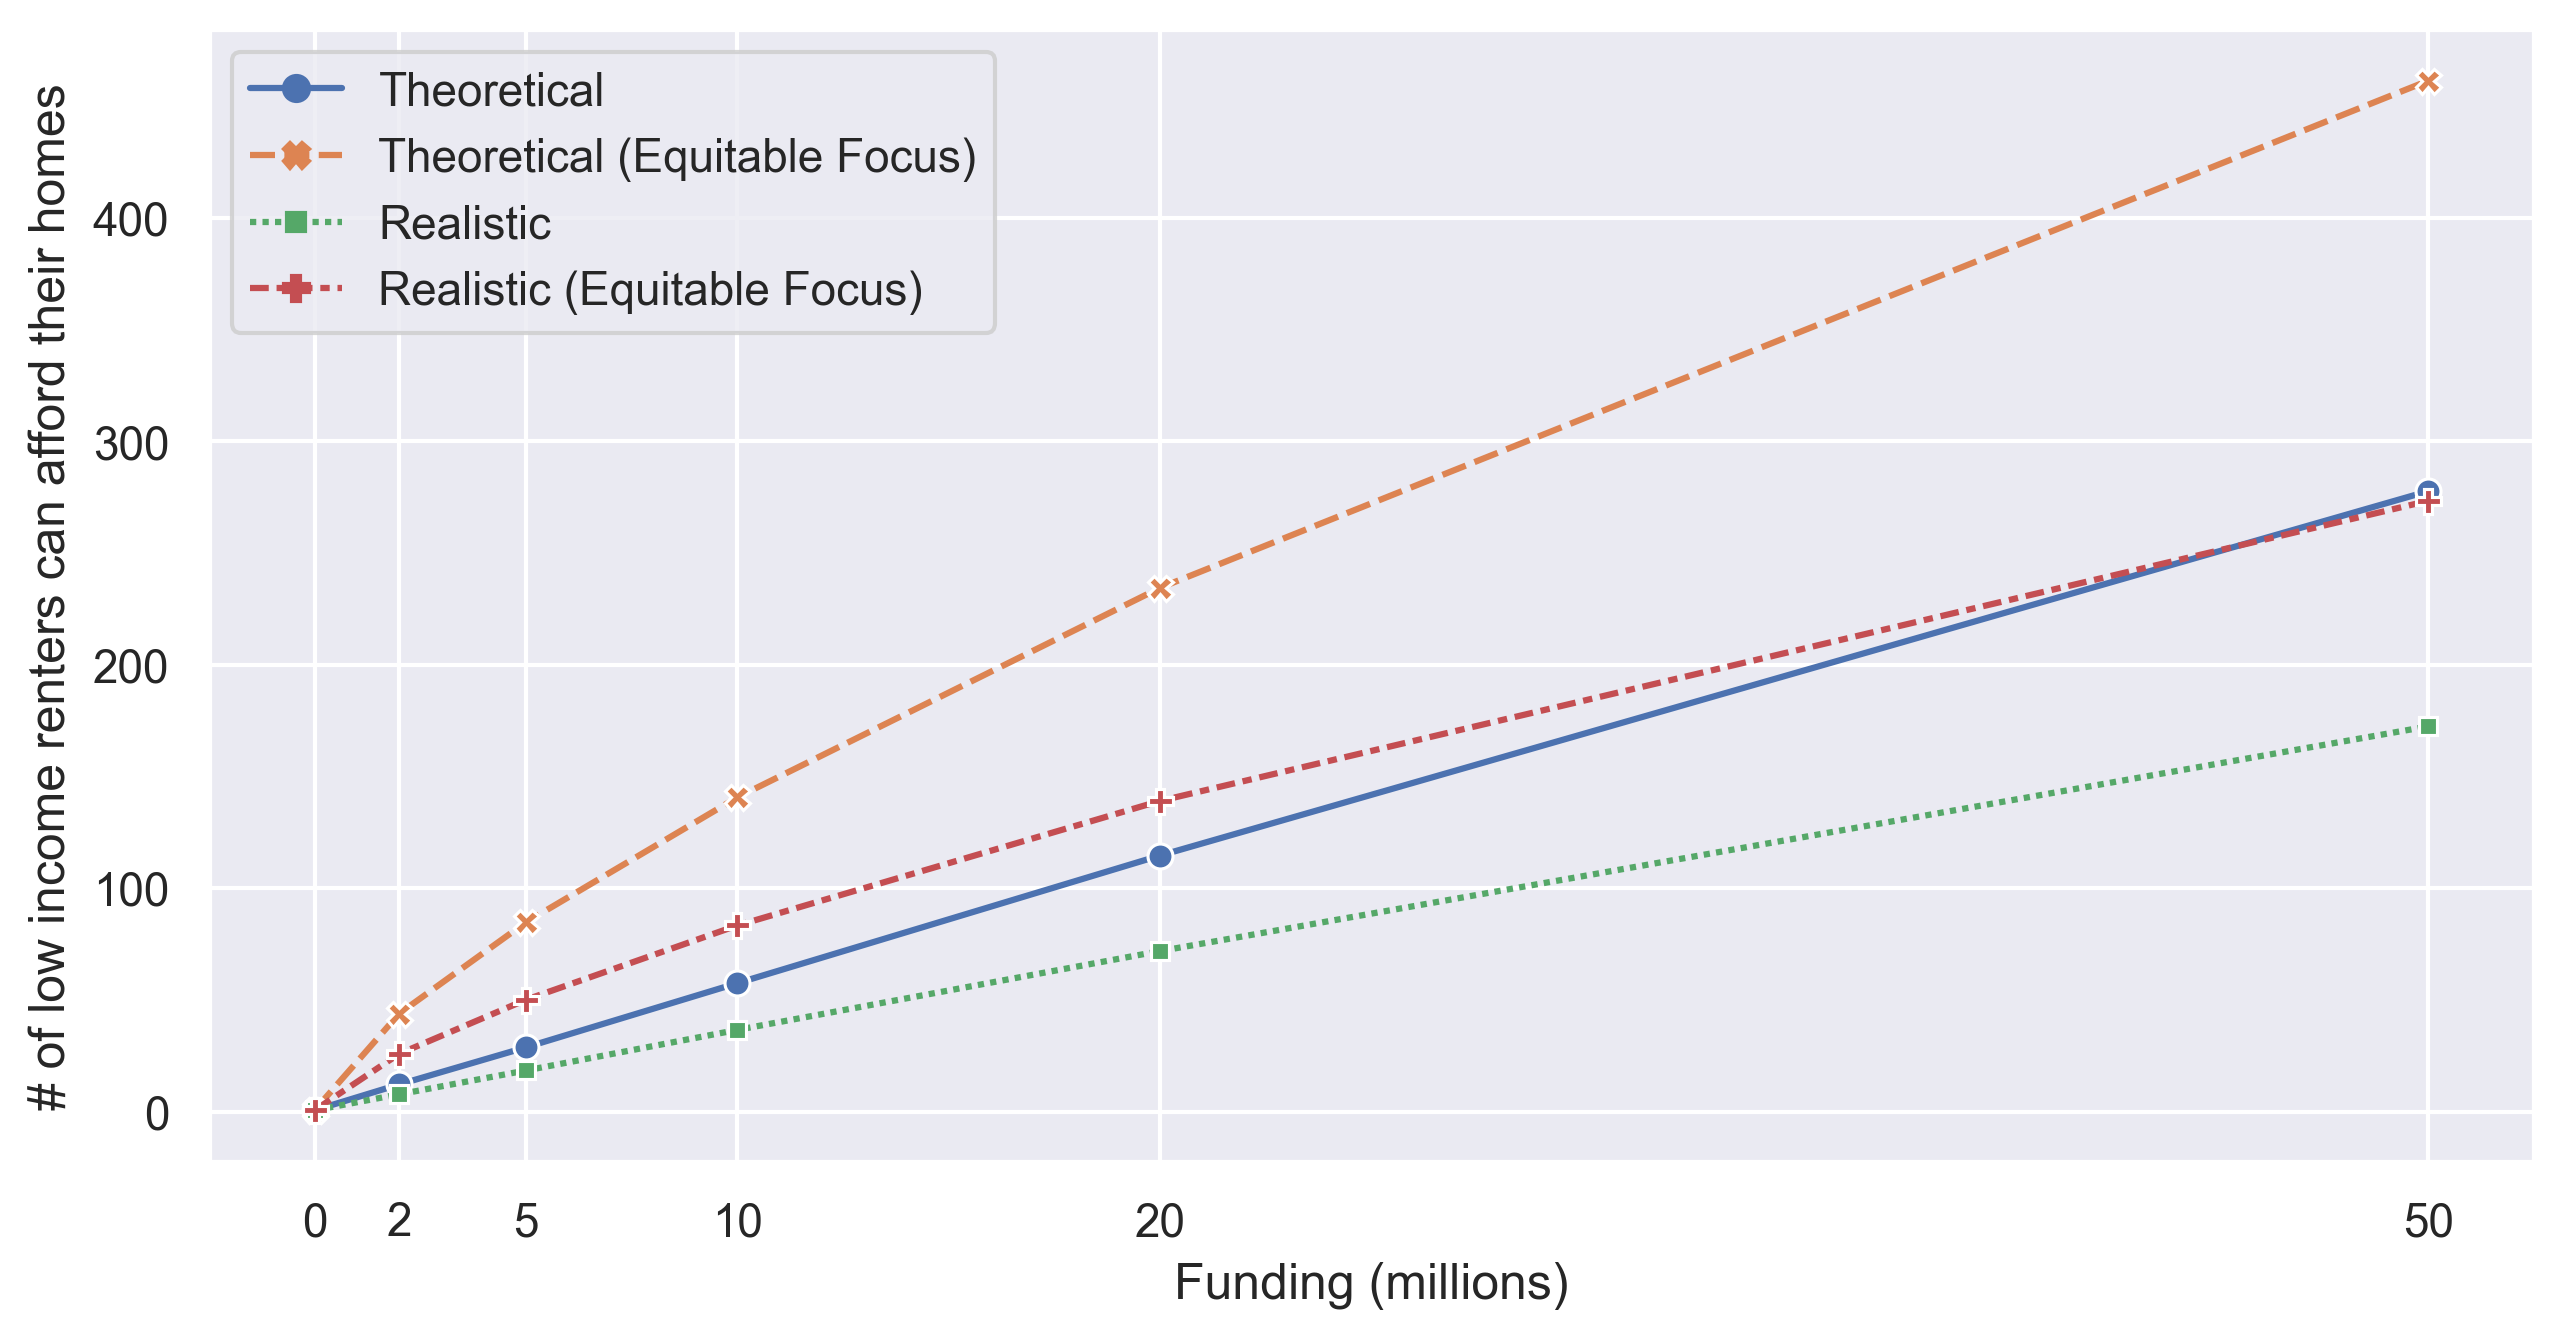 # of low income renters can afford their homes
Theoretical
Theoretical (Equitable Focus)
Realistic
Realistic (Equitable Focus)
400
300
200
100
0
0 2 5 10 20 50
Funding (millions)